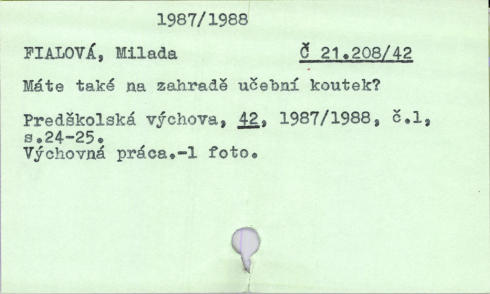 1987/1988
FIALOVÁ, Milada Č 21.208/42
Máte také na zahradě učební koutek?
Predškolská výchova, 42, 1987/1988, č.1,
s.24-25.
Výchovná práca.-1 foto.